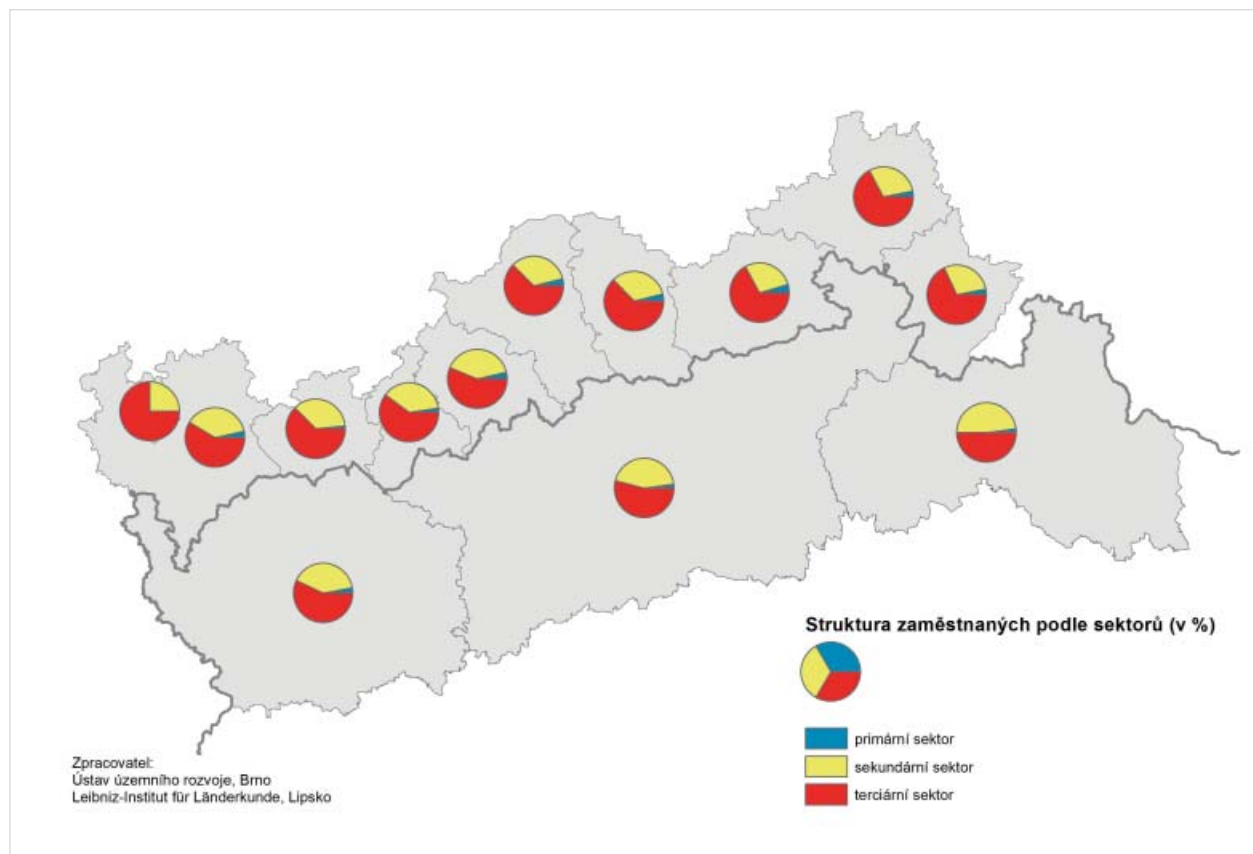 Struktura zaměstnaných podle sektorů (v %)
primární sektor
sekundární sektor
terciární sektor
Zpracovatel:
Ústav územního rozvoje, Brno
Leibniz-Institut für Länderkunde, Lipsko